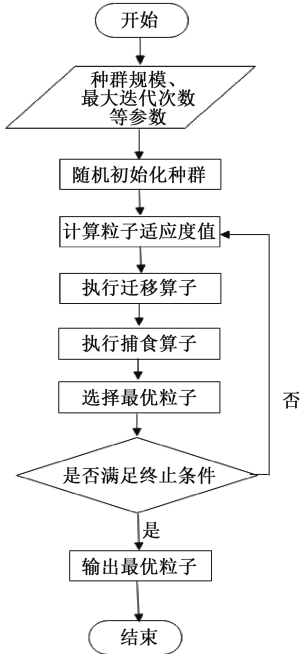 开始
种群规模、
最大迭代次数
等参数
随机初始化种群
计算粒子适应度值
执行迁移算子
执行捕食算子
选择最优粒子
否
是否满足终止条件
是
输出最优粒子
结束